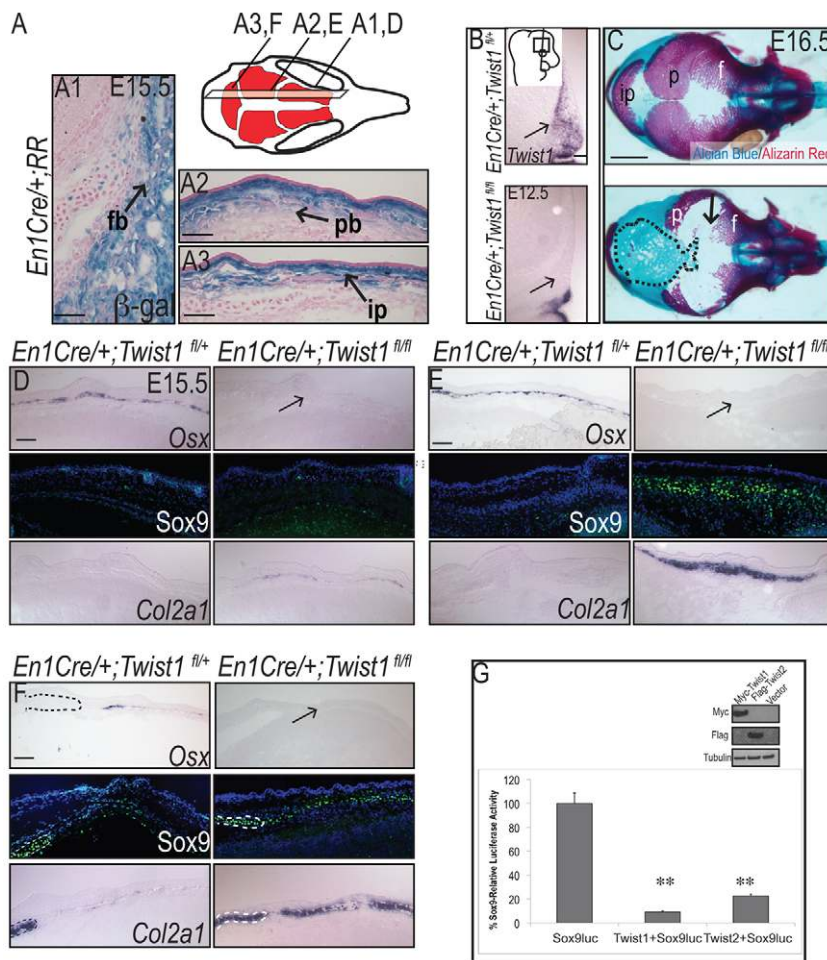 A
A3,F A2,E A1,D
A1
E15.5
En1Cre/+;RR
fb
β-gal
A2
pb
A3
ip
B
En1Cre/+;Twist1 fl/+
Twist1
En1Cre/+;Twist1 fl/fl
E12.5
C
E16.5
ip
p
f
Alcian Blue/Alizarin Red
p
f
En1Cre/+;Twist1 fl/+ En1Cre/+;Twist1 fl/fl
D
E15.5
Osx
Sox9
Col2a1
En1Cre/+;Twist1 fl/+ En1Cre/+;Twist1 fl/fl
E
Osx
Sox9
Col2a1
En1Cre/+;Twist1 fl/+ En1Cre/+;Twist1 fl/fl
F
Osx
Sox9
Col2a1
G
Myc-Twist1
Flag-Twist2
Vector
Myc
Flag
Tubulin
% Sox9-Relative Luciferase Activity
120
100
80
60
40
20
0
** **
Sox9luc Twist1+Sox9luc Twist2+Sox9luc